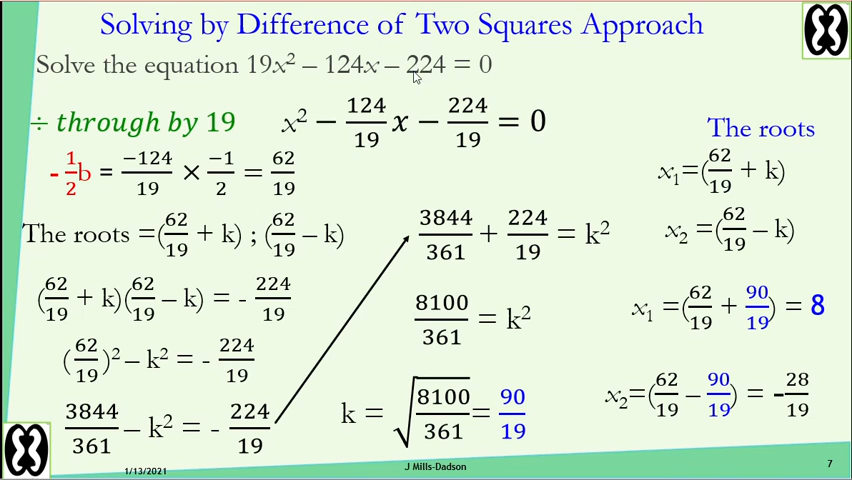 Solving by Difference of Two Squares Approach
Solve the equation 19x² – 124x – 224 = 0
÷ through by 19
x² − 124/19 x − 224/19 = 0
- 1/2 b = −124/19 × −1/2 = 62/19
The roots =(62/19 + k) ; (62/19 – k)
(62/19 + k)(62/19 – k) = - 224/19
(62/19)² – k² = - 224/19
3844/361 – k² = - 224/19
3844/361 + 224/19 = k²
8100/361 = k²
k = √(8100/361) = 90/19
The roots
x₁=(62/19 + k)
x₂ =(62/19 – k)
x₁ =(62/19 + 90/19) = 8
x₂=(62/19 – 90/19) = -28/19
1/13/2021
J Mills-Dadson
7